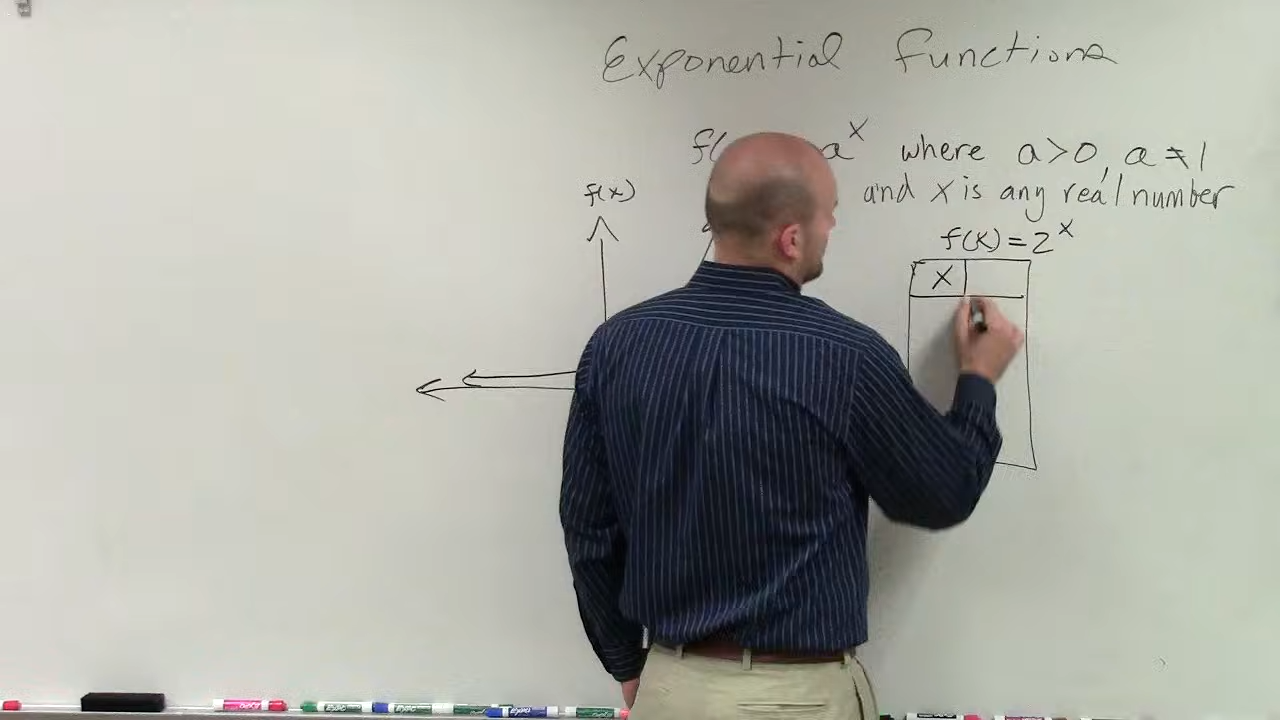 Exponential functions
f( a^x where a>0, a≠1
and x is any real number
f(x)
f(x)=2^x
x